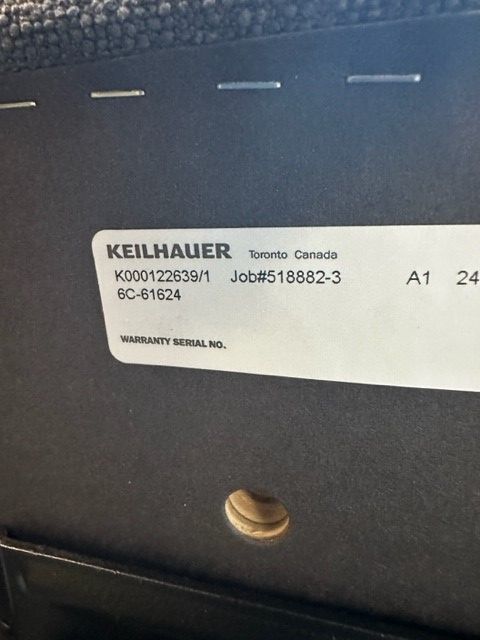 KEILHAUER Toronto Canada
K000122639/1 Job#518882-3 A1 24
6C-61624
WARRANTY SERIAL NO.